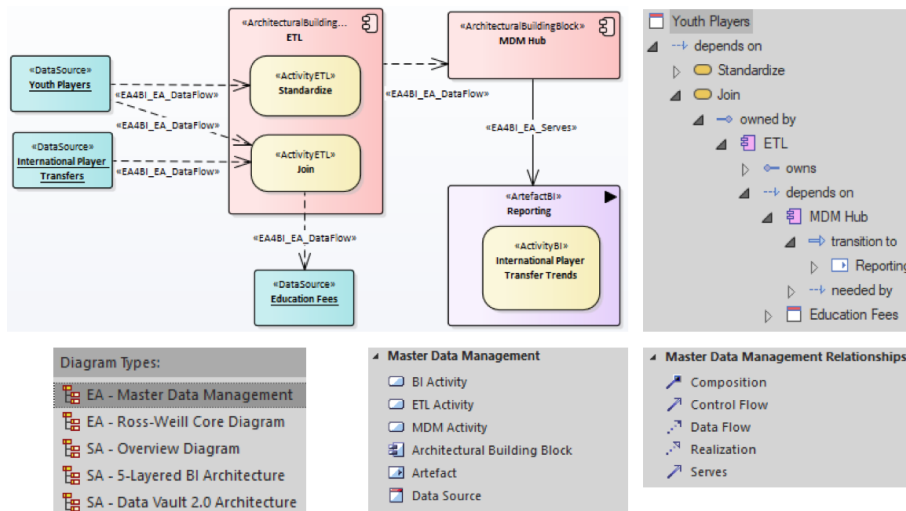 «ArchitecturalBuilding...
ETL
«ActivityETL»
Standardize
«ActivityETL»
Join
«DataSource»
Youth Players
«DataSource»
International Player
Transfers
«EA4BI_EA_DataFlow»
«EA4BI_EA_DataFlow»
«EA4BI_EA_DataFlow»
«EA4BI_EA_DataFlow»
«DataSource»
Education Fees
«ArchitecturalBuildingBlock»
MDM Hub
«EA4BI_EA_DataFlow»
«EA4BI_EA_Serves»
«ArtefactBI»
Reporting
«ActivityBI»
International Player
Transfer Trends
Youth Players
depends on
Standardize
Join
owned by
ETL
owns
depends on
MDM Hub
transition to
Reporting
needed by
Education Fees
Diagram Types:
EA - Master Data Management
EA - Ross-Weill Core Diagram
SA - Overview Diagram
SA - 5-Layered BI Architecture
SA - Data Vault 2.0 Architecture
Master Data Management
BI Activity
ETL Activity
MDM Activity
Architectural Building Block
Artefact
Data Source
Master Data Management Relationships
Composition
Control Flow
Data Flow
Realization
Serves